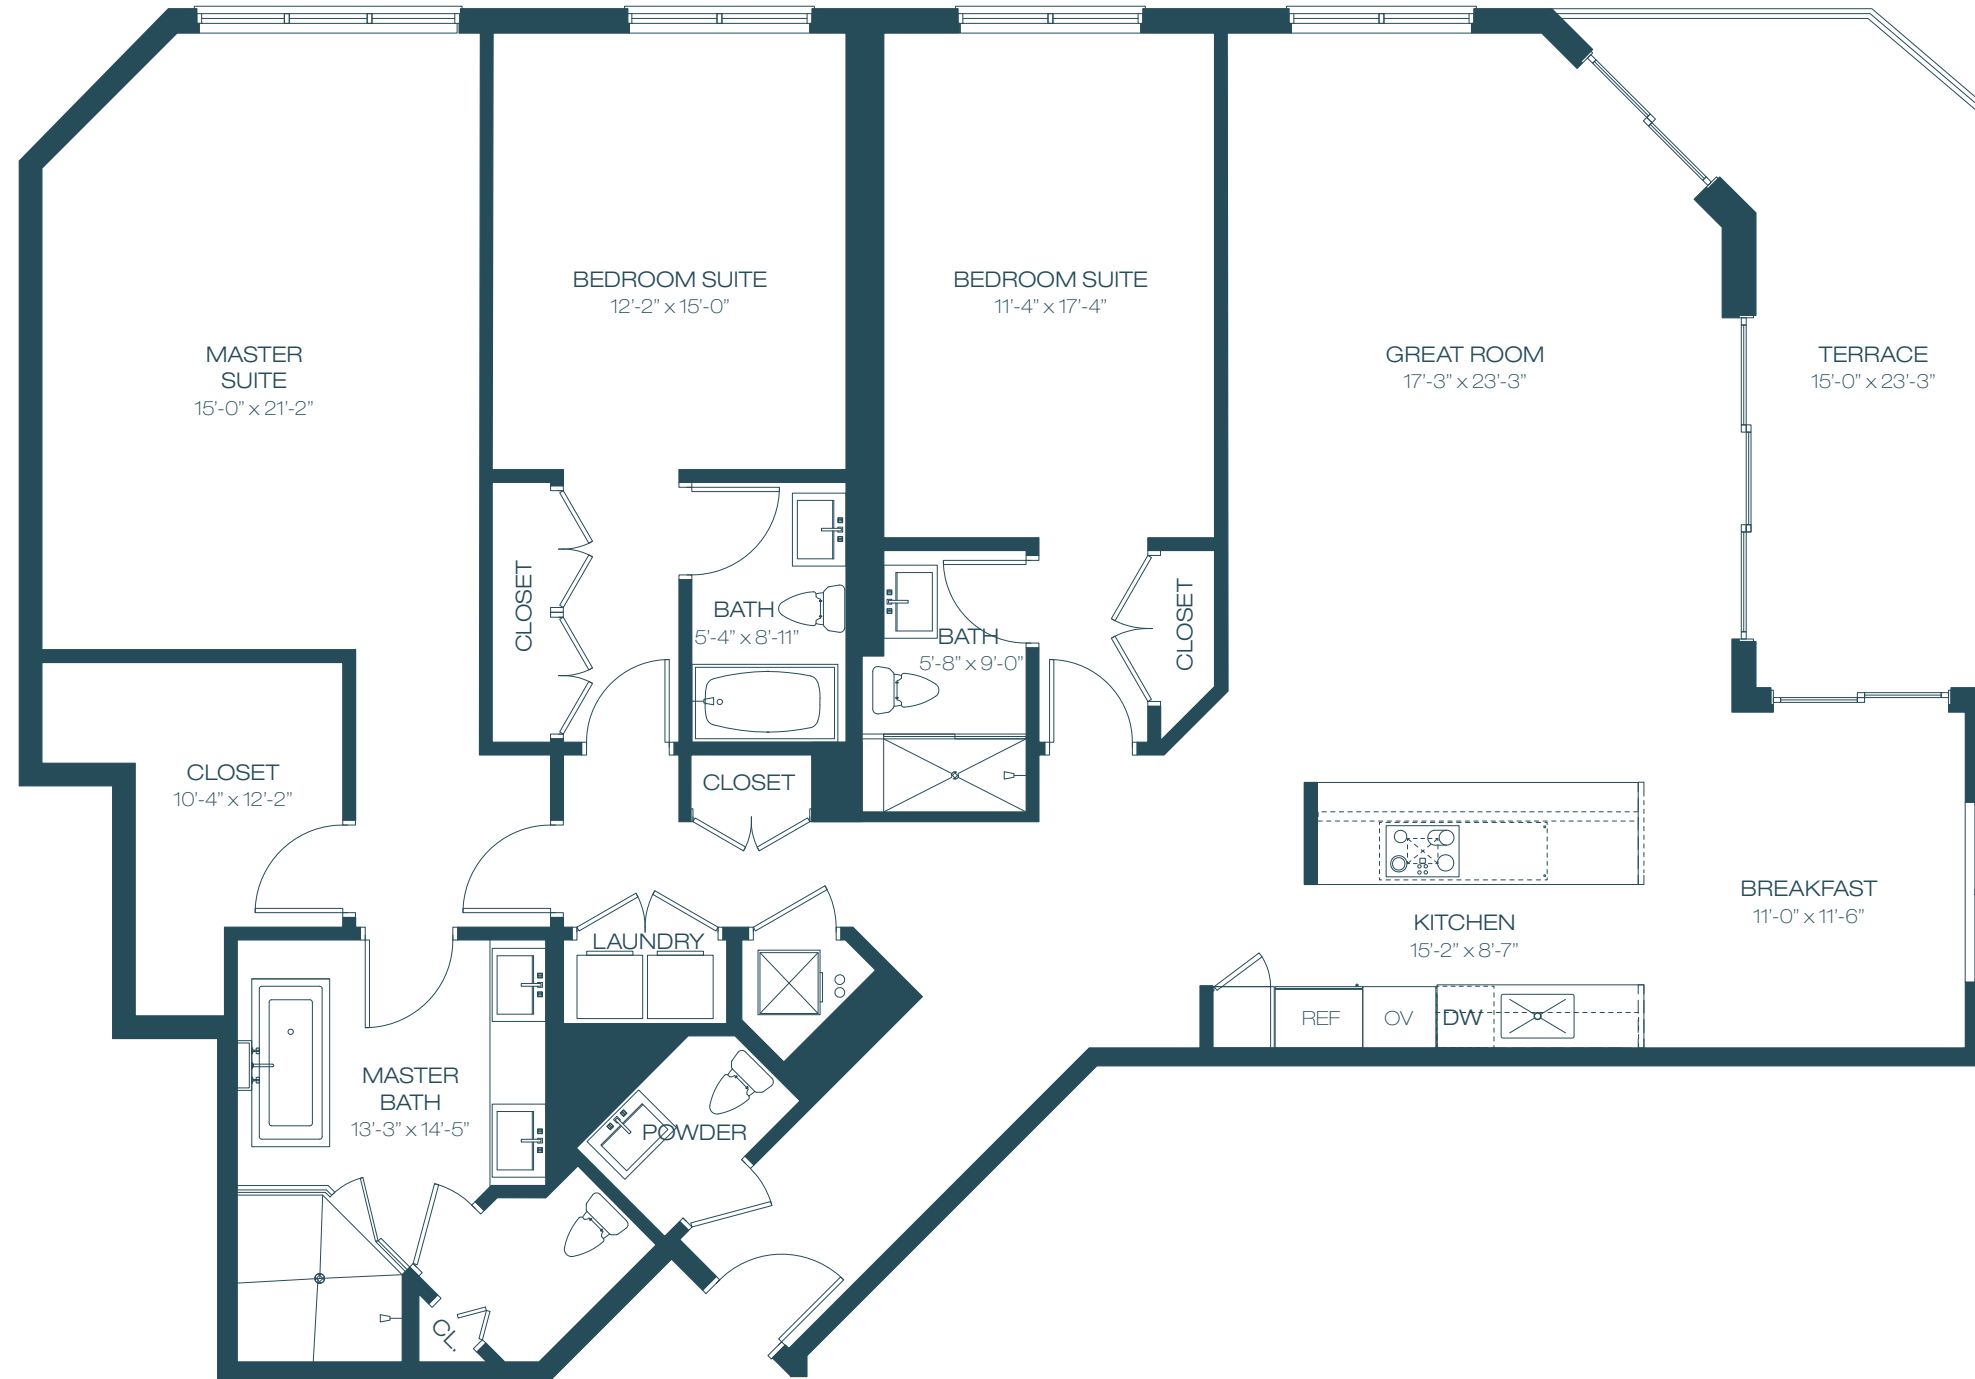 BEDROOM SUITE
12'-2" x 15'-0"
BEDROOM SUITE
11'-4" x 17'-4"
MASTER
SUITE
15'-0" x 21'-2"
GREAT ROOM
17'-3" x 23'-3"
TERRACE
15'-0" x 23'-3"
CLOSET
BATH
5'-4" x 8'-11"
BATH
5'-8" x 9'-0"
CLOSET
CLOSET
10'-4" x 12'-2"
CLOSET
KITCHEN
15'-2" x 8'-7"
BREAKFAST
11'-0" x 11'-6"
LAUNDRY
REF
OV
DW
MASTER
BATH
13'-3" x 14'-5"
POWDER
CL.